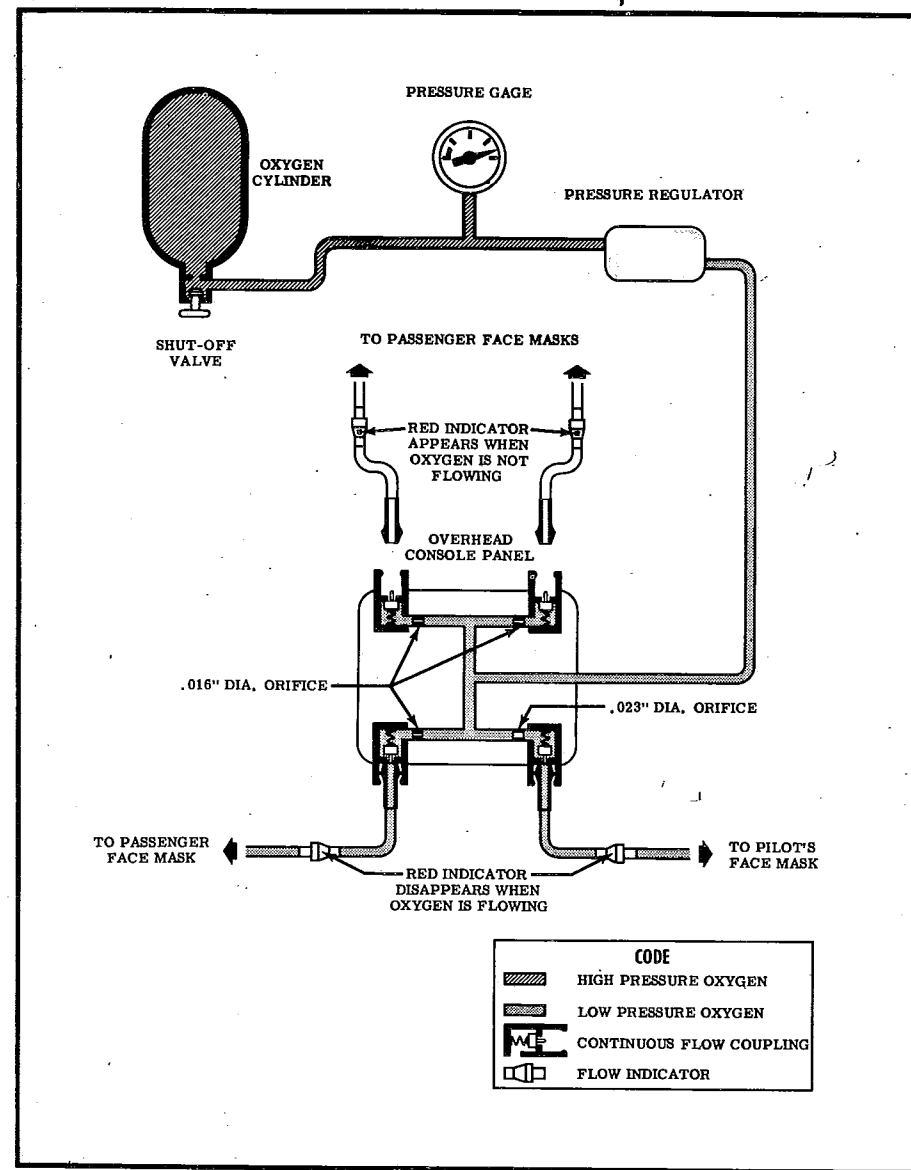 PRESSURE GAGE
OXYGEN
CYLINDER
PRESSURE REGULATOR
SHUT-OFF
VALVE
TO PASSENGER FACE MASKS
RED INDICATOR
APPEARS WHEN
OXYGEN IS NOT
FLOWING
OVERHEAD
CONSOLE PANEL
.016" DIA. ORIFICE
.023" DIA. ORIFICE
TO PASSENGER
FACE MASK
TO PILOT'S
FACE MASK
RED INDICATOR
DISAPPEARS WHEN
OXYGEN IS FLOWING
CODE
HIGH PRESSURE OXYGEN
LOW PRESSURE OXYGEN
CONTINUOUS FLOW COUPLING
FLOW INDICATOR